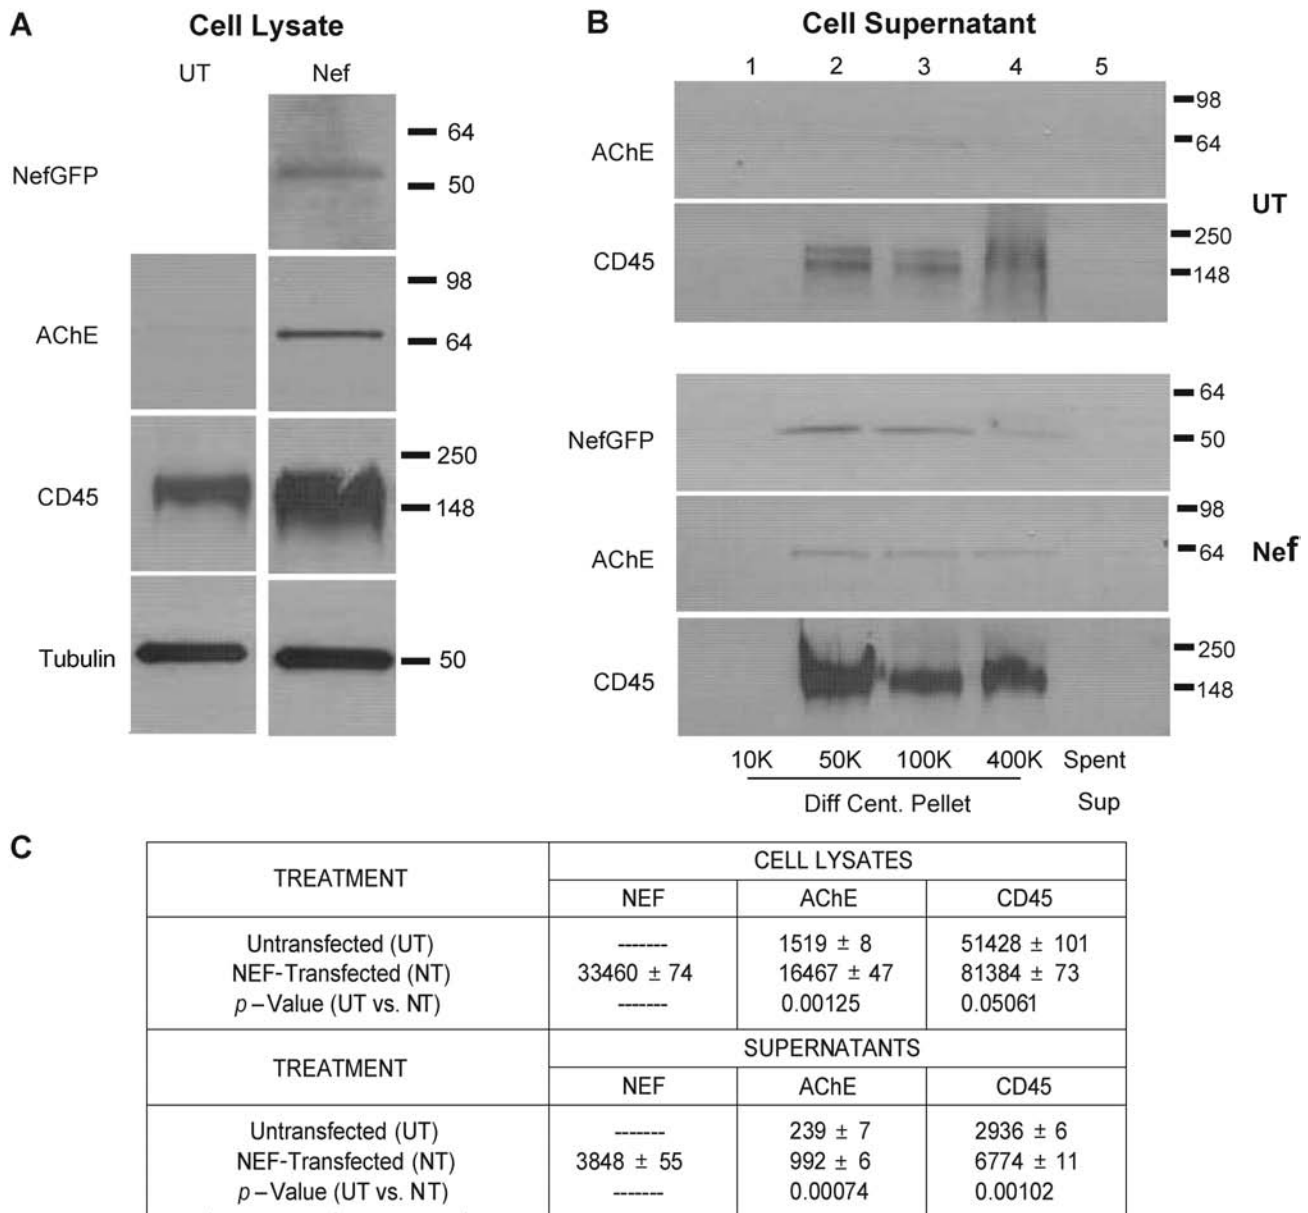 A Cell Lysate
UT Nef
NefGFP
64
50
AChE
98
64
CD45
250
148
Tubulin
50
B Cell Supernatant
1 2 3 4 5
AChE
98
64
UT
CD45
250
148
NefGFP
64
50
AChE
98
64
Nef
CD45
250
148
10K 50K 100K 400K Spent
Diff Cent. Pellet Sup
C
TREATMENT CELL LYSATES
NEF AChE CD45
Untransfected (UT) ------- 1519 ± 8 51428 ± 101
NEF-Transfected (NT) 33460 ± 74 16467 ± 47 81384 ± 73
p–Value (UT vs. NT) ------- 0.00125 0.05061
TREATMENT SUPERNATANTS
NEF AChE CD45
Untransfected (UT) ------- 239 ± 7 2936 ± 6
NEF-Transfected (NT) 3848 ± 55 992 ± 6 6774 ± 11
p–Value (UT vs. NT) ------- 0.00074 0.00102